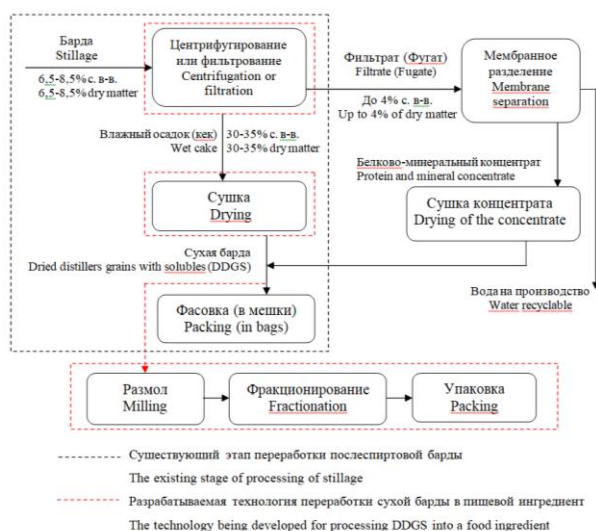 Барда
Stillage
6,5-8,5% с. в-в.
6,5-8,5% dry matter
Центрифугирование
или фильтрование
Centrifugation or
filtration
Фильтрат (Фугат)
Filtrate (Fugate)
До 4% с. в-в.
Up to 4% of dry matter
Мембранное
разделение
Membrane
separation
Влажный осадок (кек)
Wet cake
30-35% с. в-в.
30-35% dry matter
Белково-минеральный концентрат
Protein and mineral concentrate
Сушка
Drying
Сушка концентрата
Drying of the concentrate
Сухая барда
Dried distillers grains with solubles (DDGS)
Вода на производство
Water recyclable
Фасовка (в мешки)
Packing (in bags)
Размол
Milling
Фракционирование
Fractionation
Упаковка
Packing
Существующий этап переработки послеспиртовой барды
The existing stage of processing of stillage
Разрабатываемая технология переработки сухой барды в пищевой ингредиент
The technology being developed for processing DDGS into a food ingredient